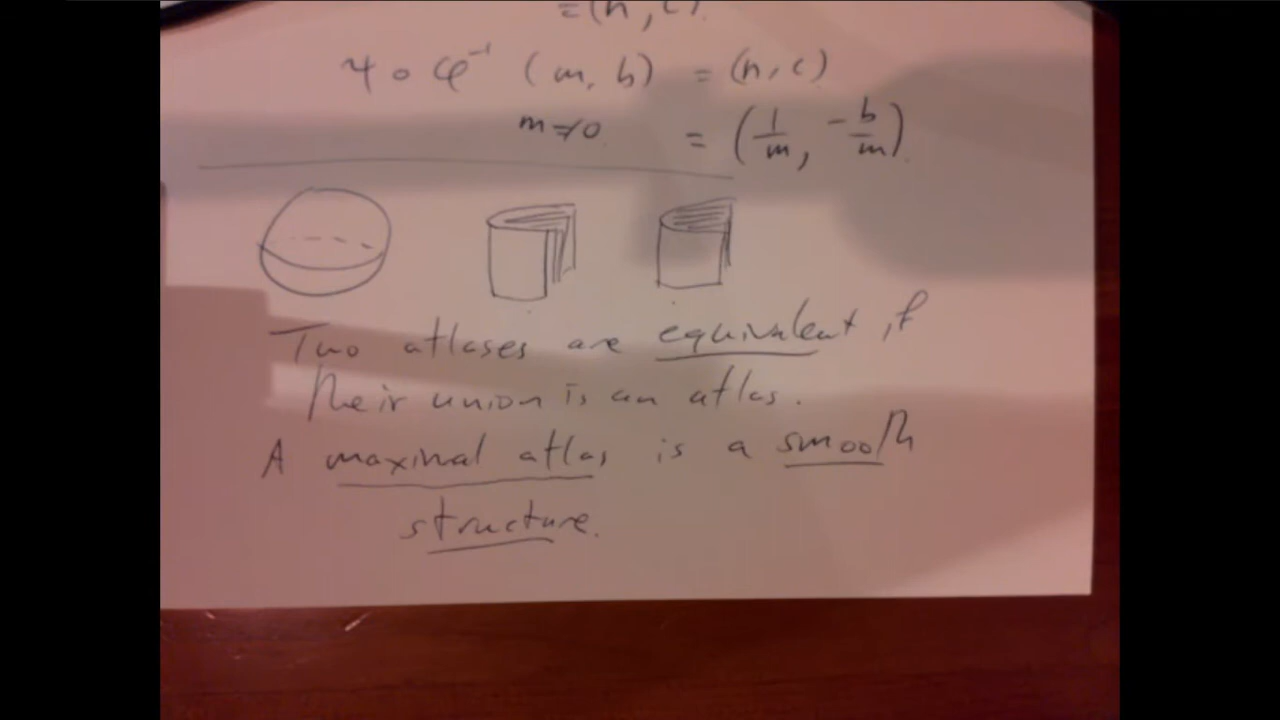 = (n, c).
ψ ∘ φ⁻¹ (m, b) = (n, c)
m ≠ 0. = (1/m, -b/m).
Two atlases are equivalent if
their union is an atlas.
A maximal atlas is a smooth
structure.